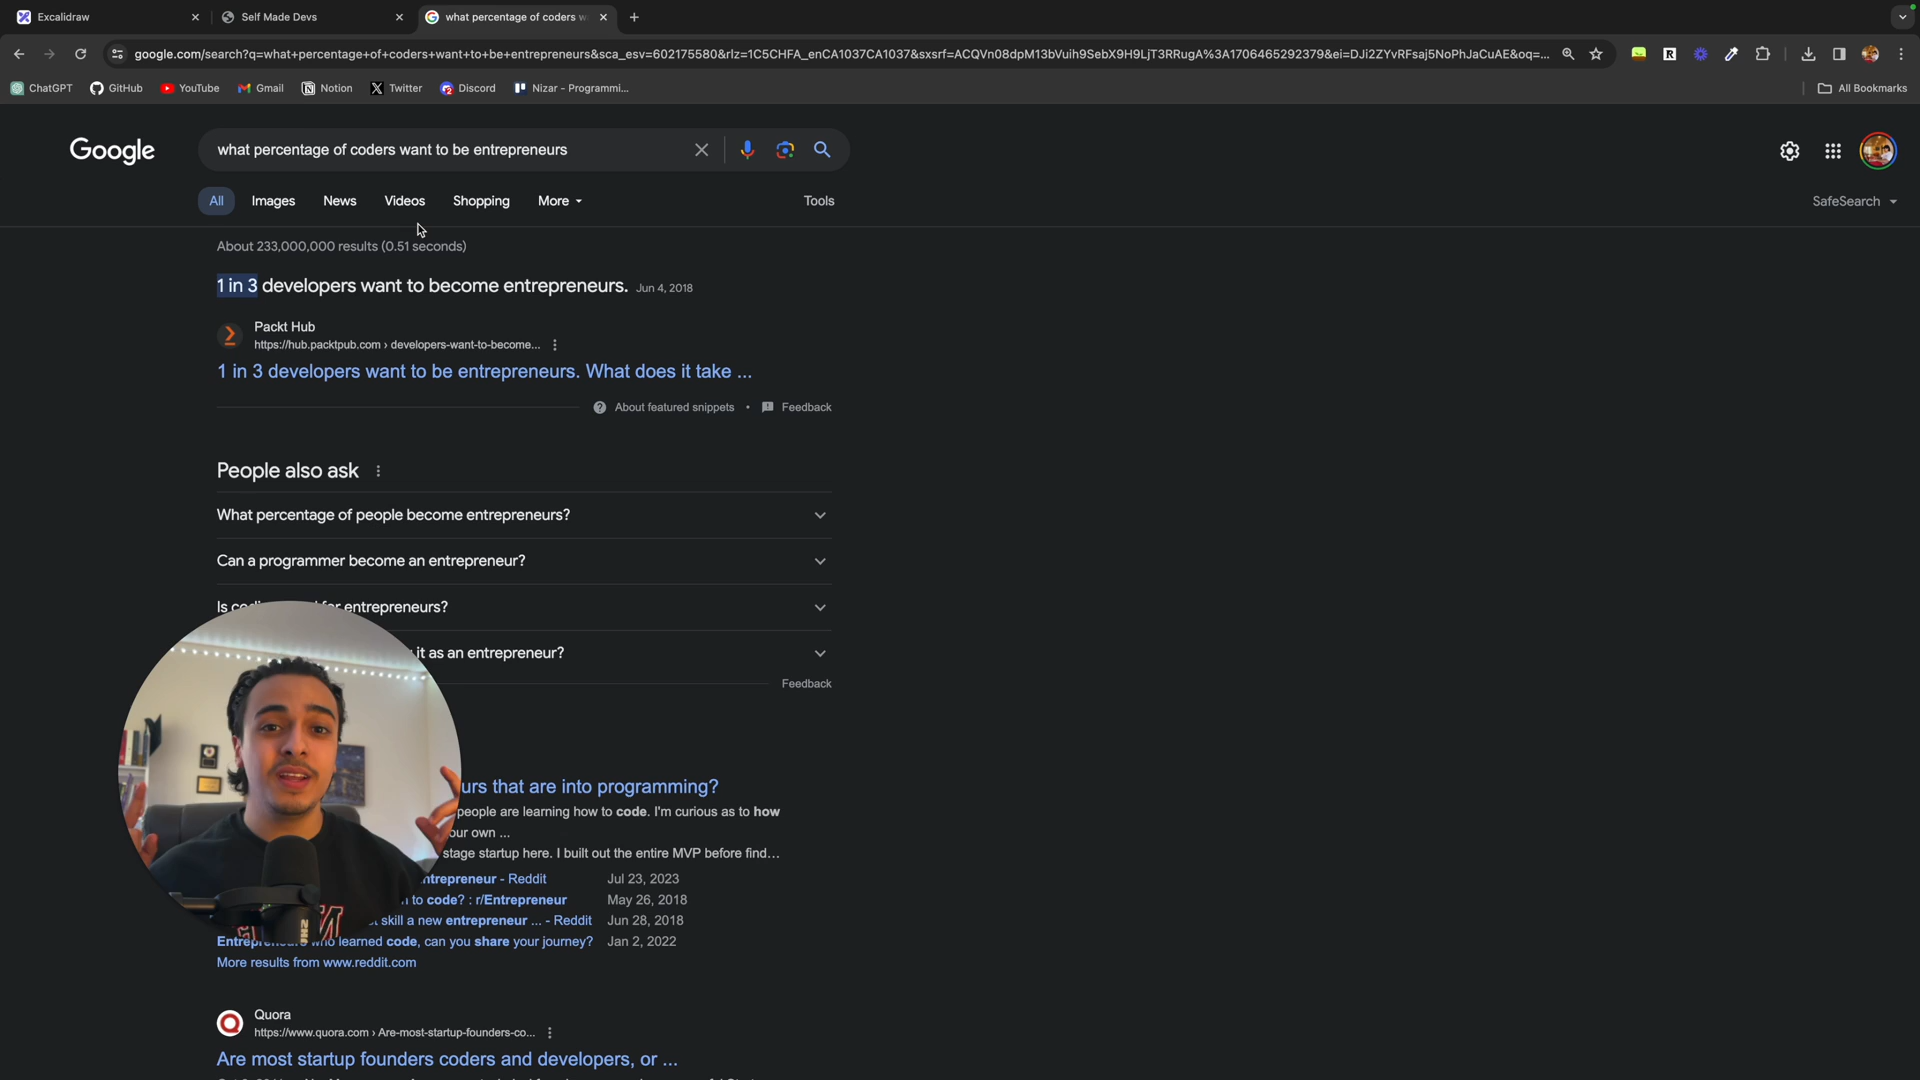 Excalidraw
Self Made Devs
what percentage of coders w
google.com/search?q=what+percentage+of+coders+want+to+be+entrepreneurs&sca_esv=602175580&rlz=1C5CHFA_enCA1037CA1037&sxsrf=ACQVn08dpM13bVuih9SebX9H9LjT3RRugA%3A1706465292379&ei=DJi2ZYvRFsaj5NoPhJaCuAE&oq=...
ChatGPT GitHub YouTube Gmail Notion Twitter Discord Nizar - Programmi... All Bookmarks
Google
what percentage of coders want to be entrepreneurs
All Images News Videos Shopping More Tools SafeSearch
About 233,000,000 results (0.51 seconds)
1 in 3 developers want to become entrepreneurs. Jun 4, 2018
Packt Hub
https://hub.packtpub.com › developers-want-to-become...
1 in 3 developers want to be entrepreneurs. What does it take ...
About featured snippets • Feedback
People also ask
What percentage of people become entrepreneurs?
Can a programmer become an entrepreneur?
Is entrepreneurs?
it as an entrepreneur?
Feedback
urs that are into programming?
people are learning how to code. I'm curious as to how
our own ...
stage startup here. I built out the entire MVP before find...
ntrepreneur - Reddit Jul 23, 2023
to code? : r/Entrepreneur May 26, 2018
skill a new entrepreneur ... - Reddit Jun 28, 2018
Entrepreneurs who learned code, can you share your journey? Jan 2, 2022
More results from www.reddit.com
Quora
https://www.quora.com › Are-most-startup-founders-co...
Are most startup founders coders and developers, or ...